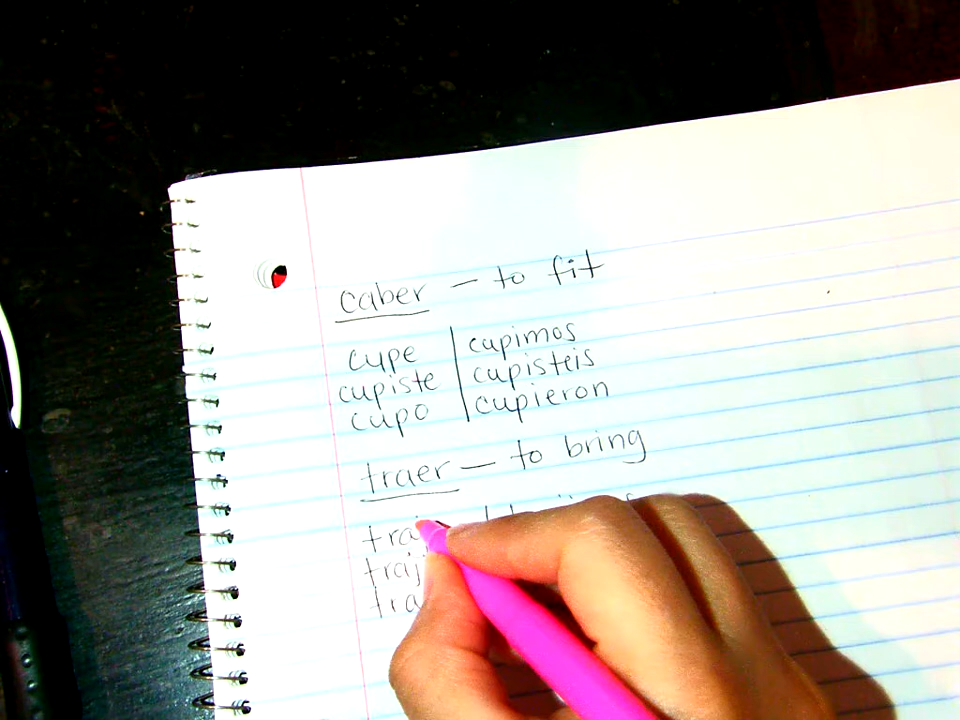 caber — to fit
cupe | cupimos
cupiste | cupisteis
cupo | cupieron
traer — to bring